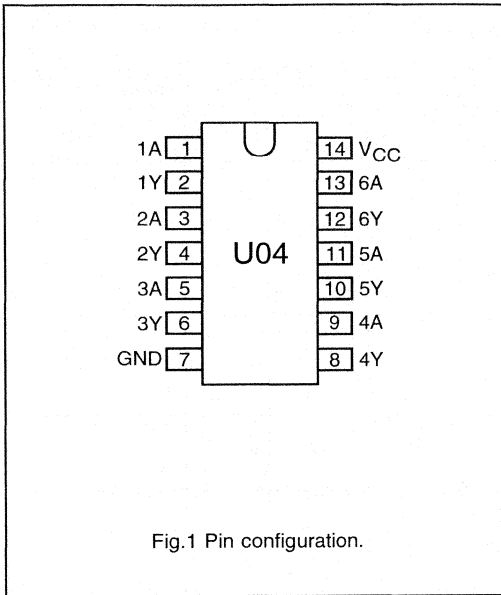 1A 1 14 VCC
1Y 2 13 6A
2A 3 12 6Y
2Y 4 U04 11 5A
3A 5 10 5Y
3Y 6 9 4A
GND 7 8 4Y
Fig.1 Pin configuration.